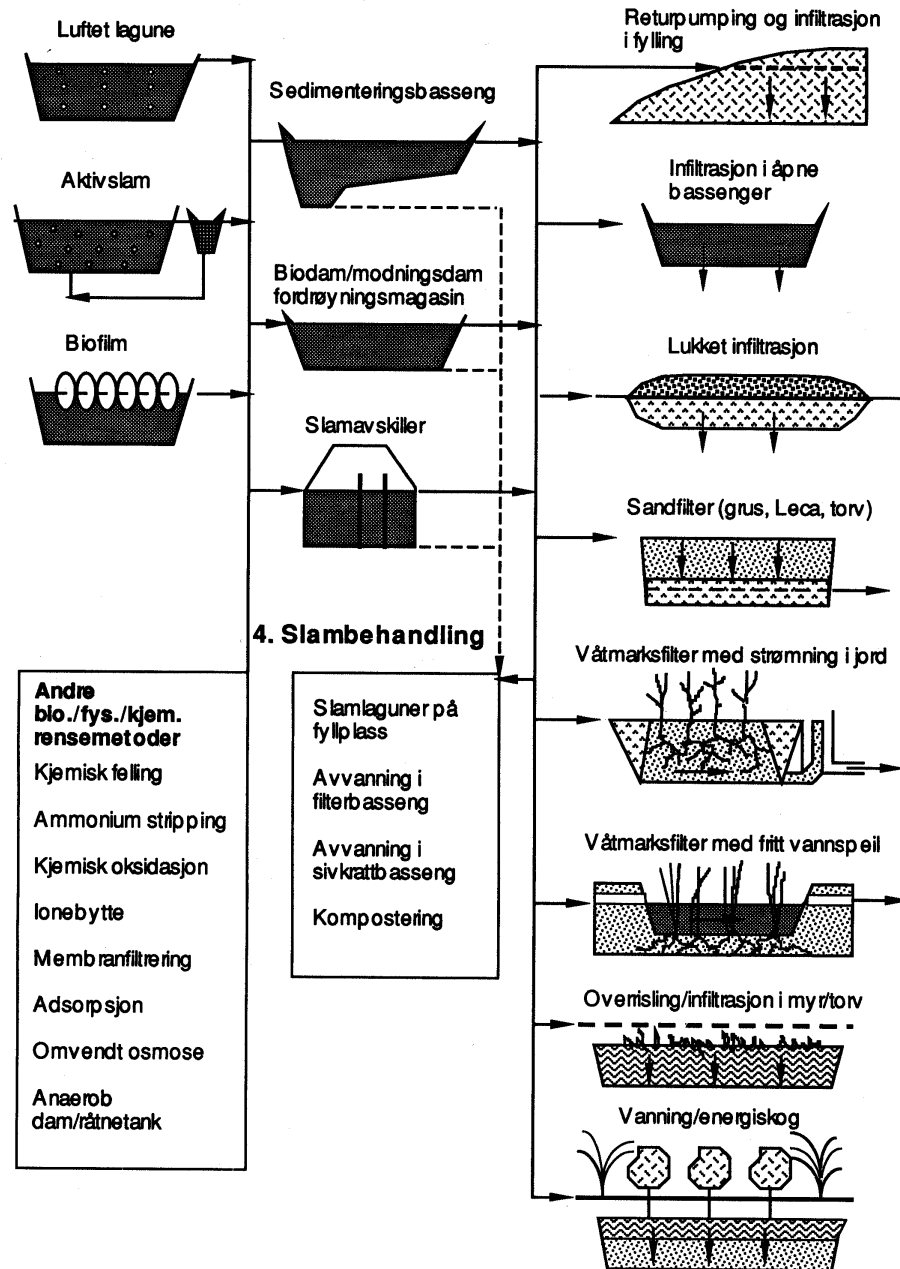 Luftet lagune
Aktivslam
Biofilm
Andre
bio./fys./kjem.
rensemetoder
Kjemisk felling
Ammonium stripping
Kjemisk oksidasjon
Ionebytte
Membranfiltrering
Adsorpsjon
Omvendt osmose
Anaerob
dam/råtnetank
Sedimenteringsbasseng
Biodam/modningsdam
fordrøyningsmagasin
Slamavskiller
4. Slambehandling
Slamlaguner på
fyllplass
Avvanning i
filterbasseng
Avvanning i
sivkrattbasseng
Kompostering
Returpumping og infiltrasjon
i fylling
Infiltrasjon i åpne
bassenger
Lukket infiltrasjon
Sandfilter (grus, Leca, torv)
Våtmarksfilter med strømning i jord
Våtmarksfilter med fritt vannspeil
Overrisling/infiltrasjon i myr/torv
Vanning/energiskog